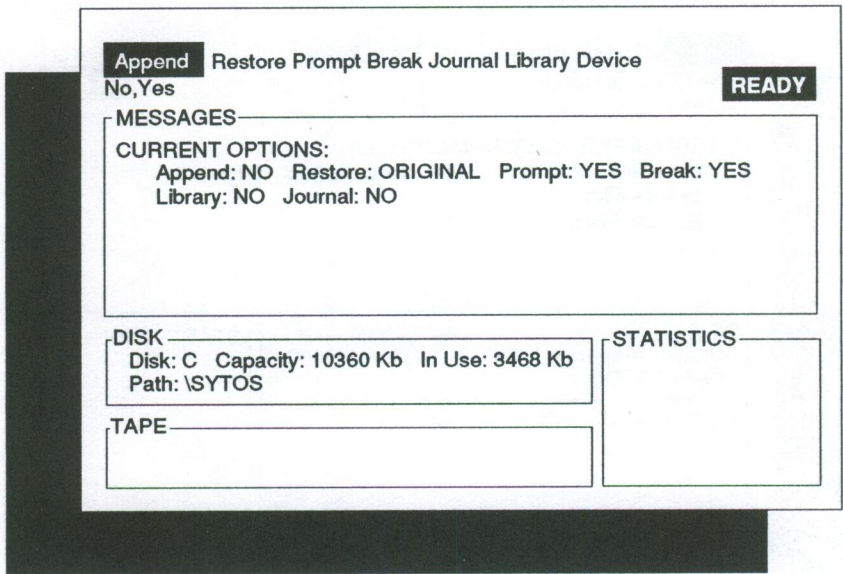 Append Restore Prompt Break Journal Library Device
No,Yes
READY
MESSAGES
CURRENT OPTIONS:
Append: NO Restore: ORIGINAL Prompt: YES Break: YES
Library: NO Journal: NO
DISK
Disk: C Capacity: 10360 Kb In Use: 3468 Kb
Path: \SYTOS
STATISTICS
TAPE